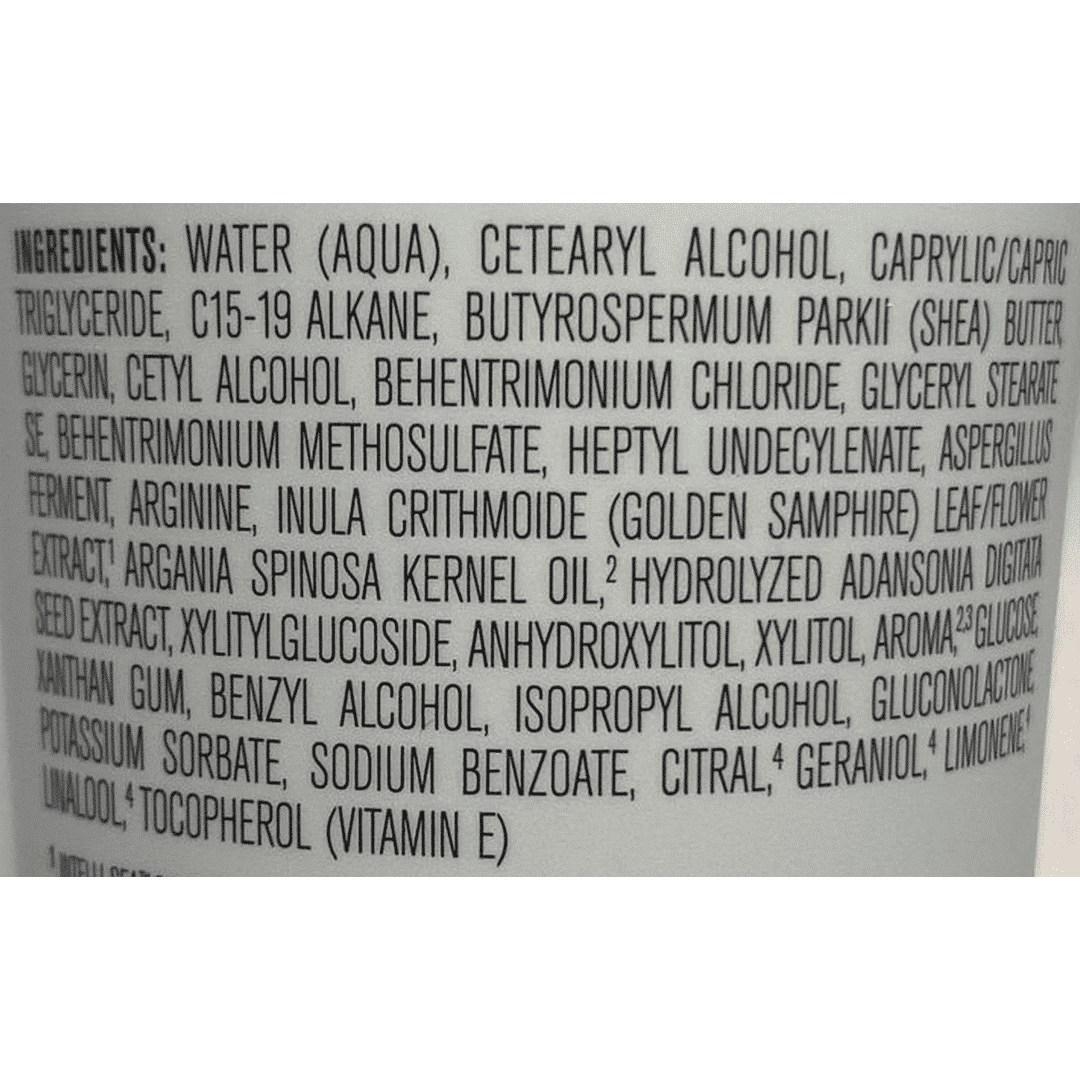 INGREDIENTS: WATER (AQUA), CETEARYL ALCOHOL, CAPRYLIC/CAPRIC
TRIGLYCERIDE, C15-19 ALKANE, BUTYROSPERMUM PARKII (SHEA) BUTTER,
GLYCERIN, CETYL ALCOHOL, BEHENTRIMONIUM CHLORIDE, GLYCERYL STEARATE
SE, BEHENTRIMONIUM METHOSULFATE, HEPTYL UNDECYLENATE, ASPERGILLUS
FERMENT, ARGININE, INULA CRITHMOIDE (GOLDEN SAMPHIRE) LEAF/FLOWER
EXTRACT,¹ ARGANIA SPINOSA KERNEL OIL,² HYDROLYZED ADANSONIA DIGITATA
SEED EXTRACT, XYLITYLGLUCOSIDE, ANHYDROXYLITOL, XYLITOL, AROMA,²,³ GLUCOSE,
XANTHAN GUM, BENZYL ALCOHOL, ISOPROPYL ALCOHOL, GLUCONOLACTONE,
POTASSIUM SORBATE, SODIUM BENZOATE, CITRAL,⁴ GERANIOL,⁴ LIMONENE,⁴
LINALOOL,⁴ TOCOPHEROL (VITAMIN E)